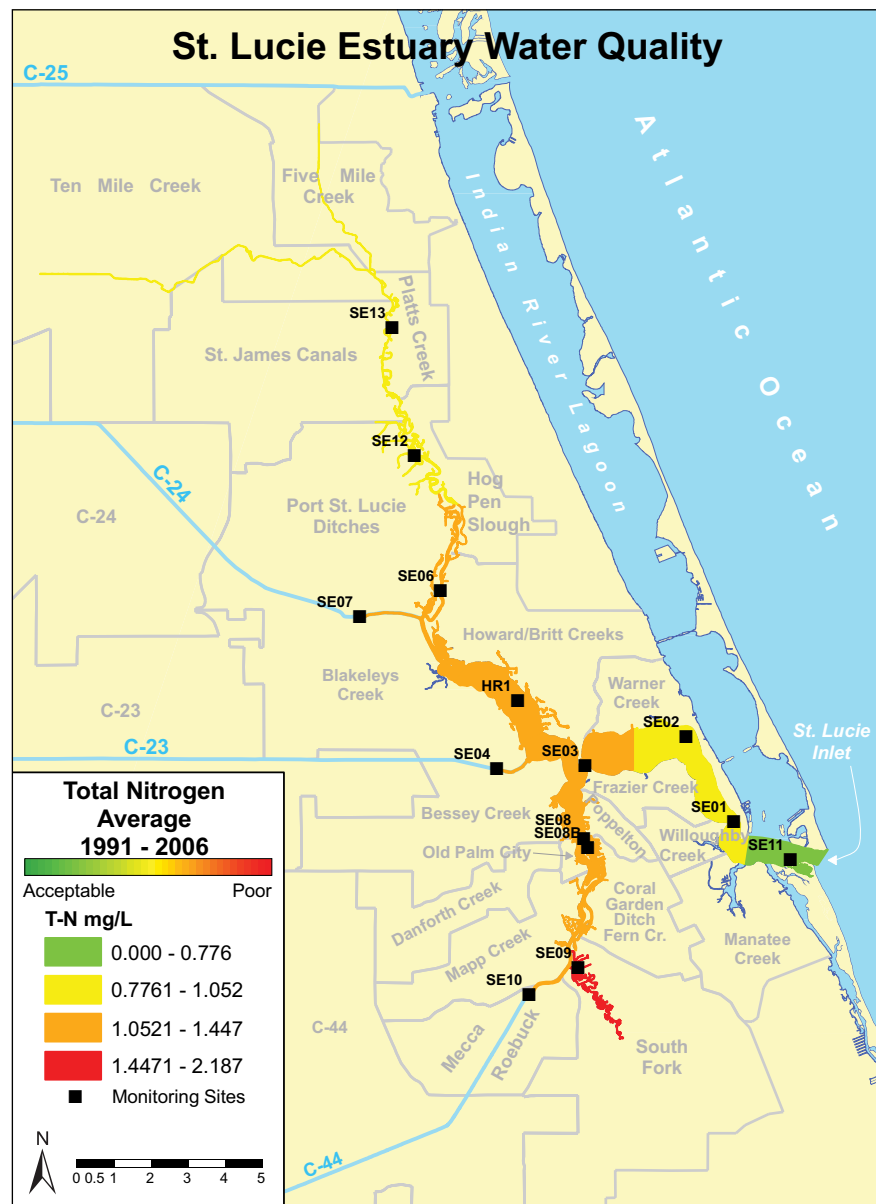 St. Lucie Estuary Water Quality
C-25
Ten Mile Creek
Five Mile
Creek
Atlantic Ocean
Indian River Lagoon
Platts Creek
SE13
St. James Canals
SE12
C-24
Hog
Pen
Slough
Port St. Lucie
Ditches
C-24
SE06
SE07
Howard/Britt Creeks
Blakeleys
Creek
HR1
Warner
Creek
C-23
C-23
SE02
St. Lucie
Inlet
SE04
SE03
Frazier Creek
Bessey Creek
Poppelton
SE01
SE08
SE08B
Willoughby
Creek
SE11
Old Palm City
Coral
Garden
Ditch
Fern Cr.
Danforth Creek
Manatee
Creek
Mapp Creek
SE09
SE10
Mecca
Roebuck
C-44
South
Fork
C-44
Total Nitrogen
Average
1991 - 2006
Acceptable Poor
T-N mg/L
0.000 - 0.776
0.7761 - 1.052
1.0521 - 1.447
1.4471 - 2.187
Monitoring Sites
N
0 0.5 1 2 3 4 5